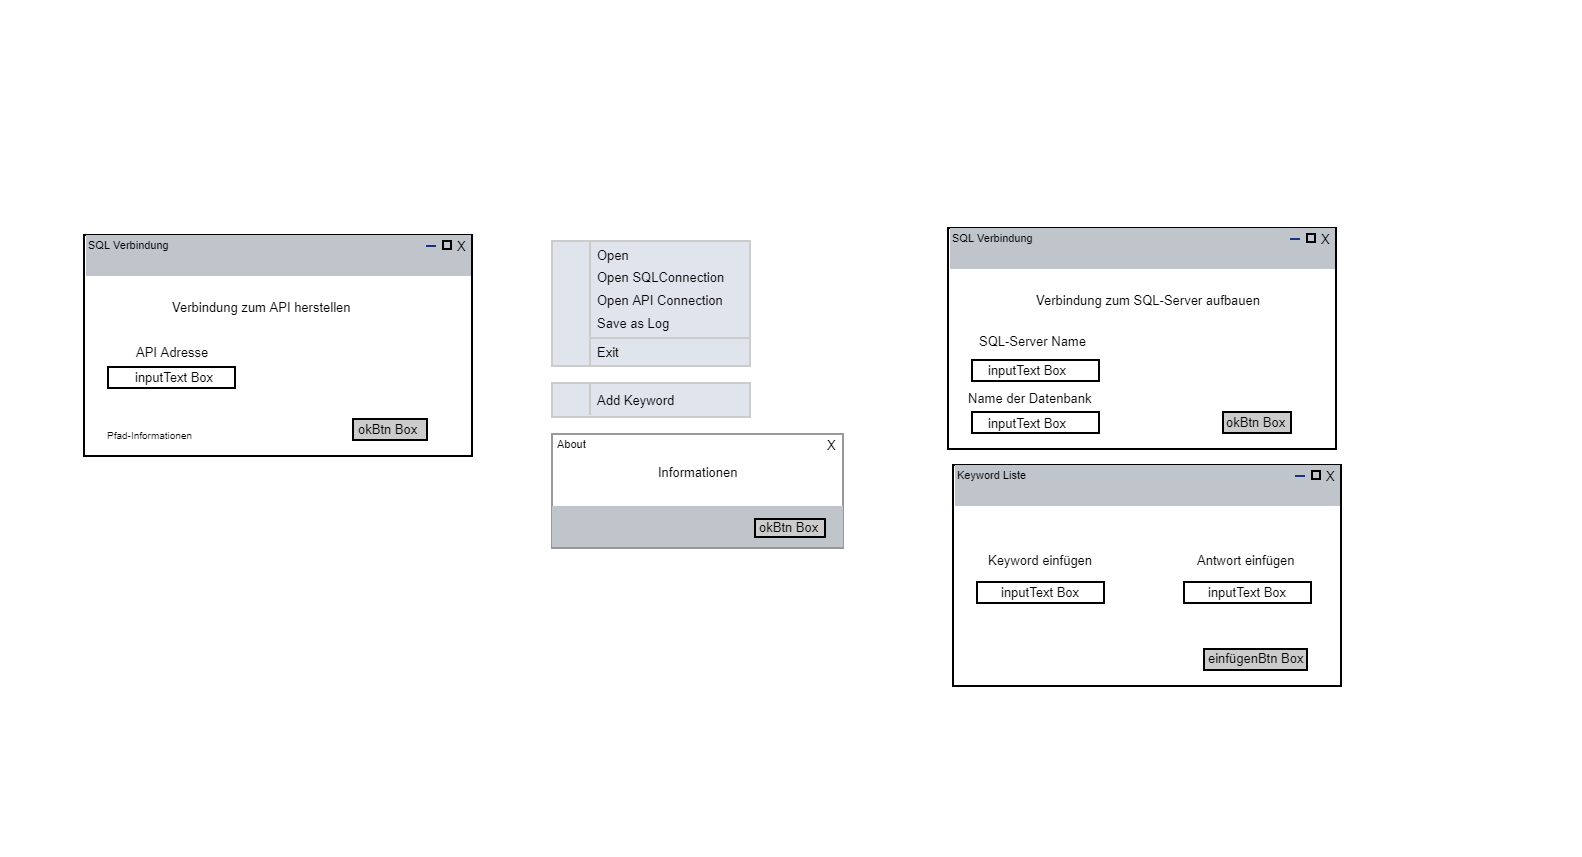 SQL Verbindung X
Verbindung zum API herstellen
API Adresse
inputText Box
Pfad-Informationen
okBtn Box
Open
Open SQLConnection
Open API Connection
Save as Log
Exit
Add Keyword
About X
Informationen
okBtn Box
SQL Verbindung X
Verbindung zum SQL-Server aufbauen
SQL-Server Name
inputText Box
Name der Datenbank
inputText Box
okBtn Box
Keyword Liste X
Keyword einfügen
inputText Box
Antwort einfügen
inputText Box
einfügenBtn Box